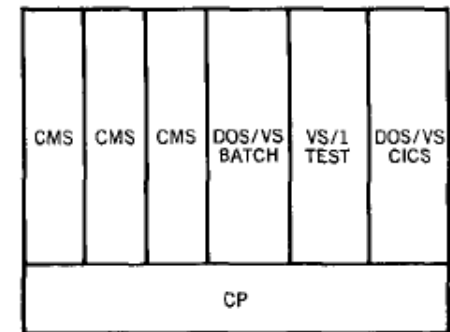 CMS CMS CMS DOS/VS VS/1 DOS/VS
BATCH TEST CICS
CP